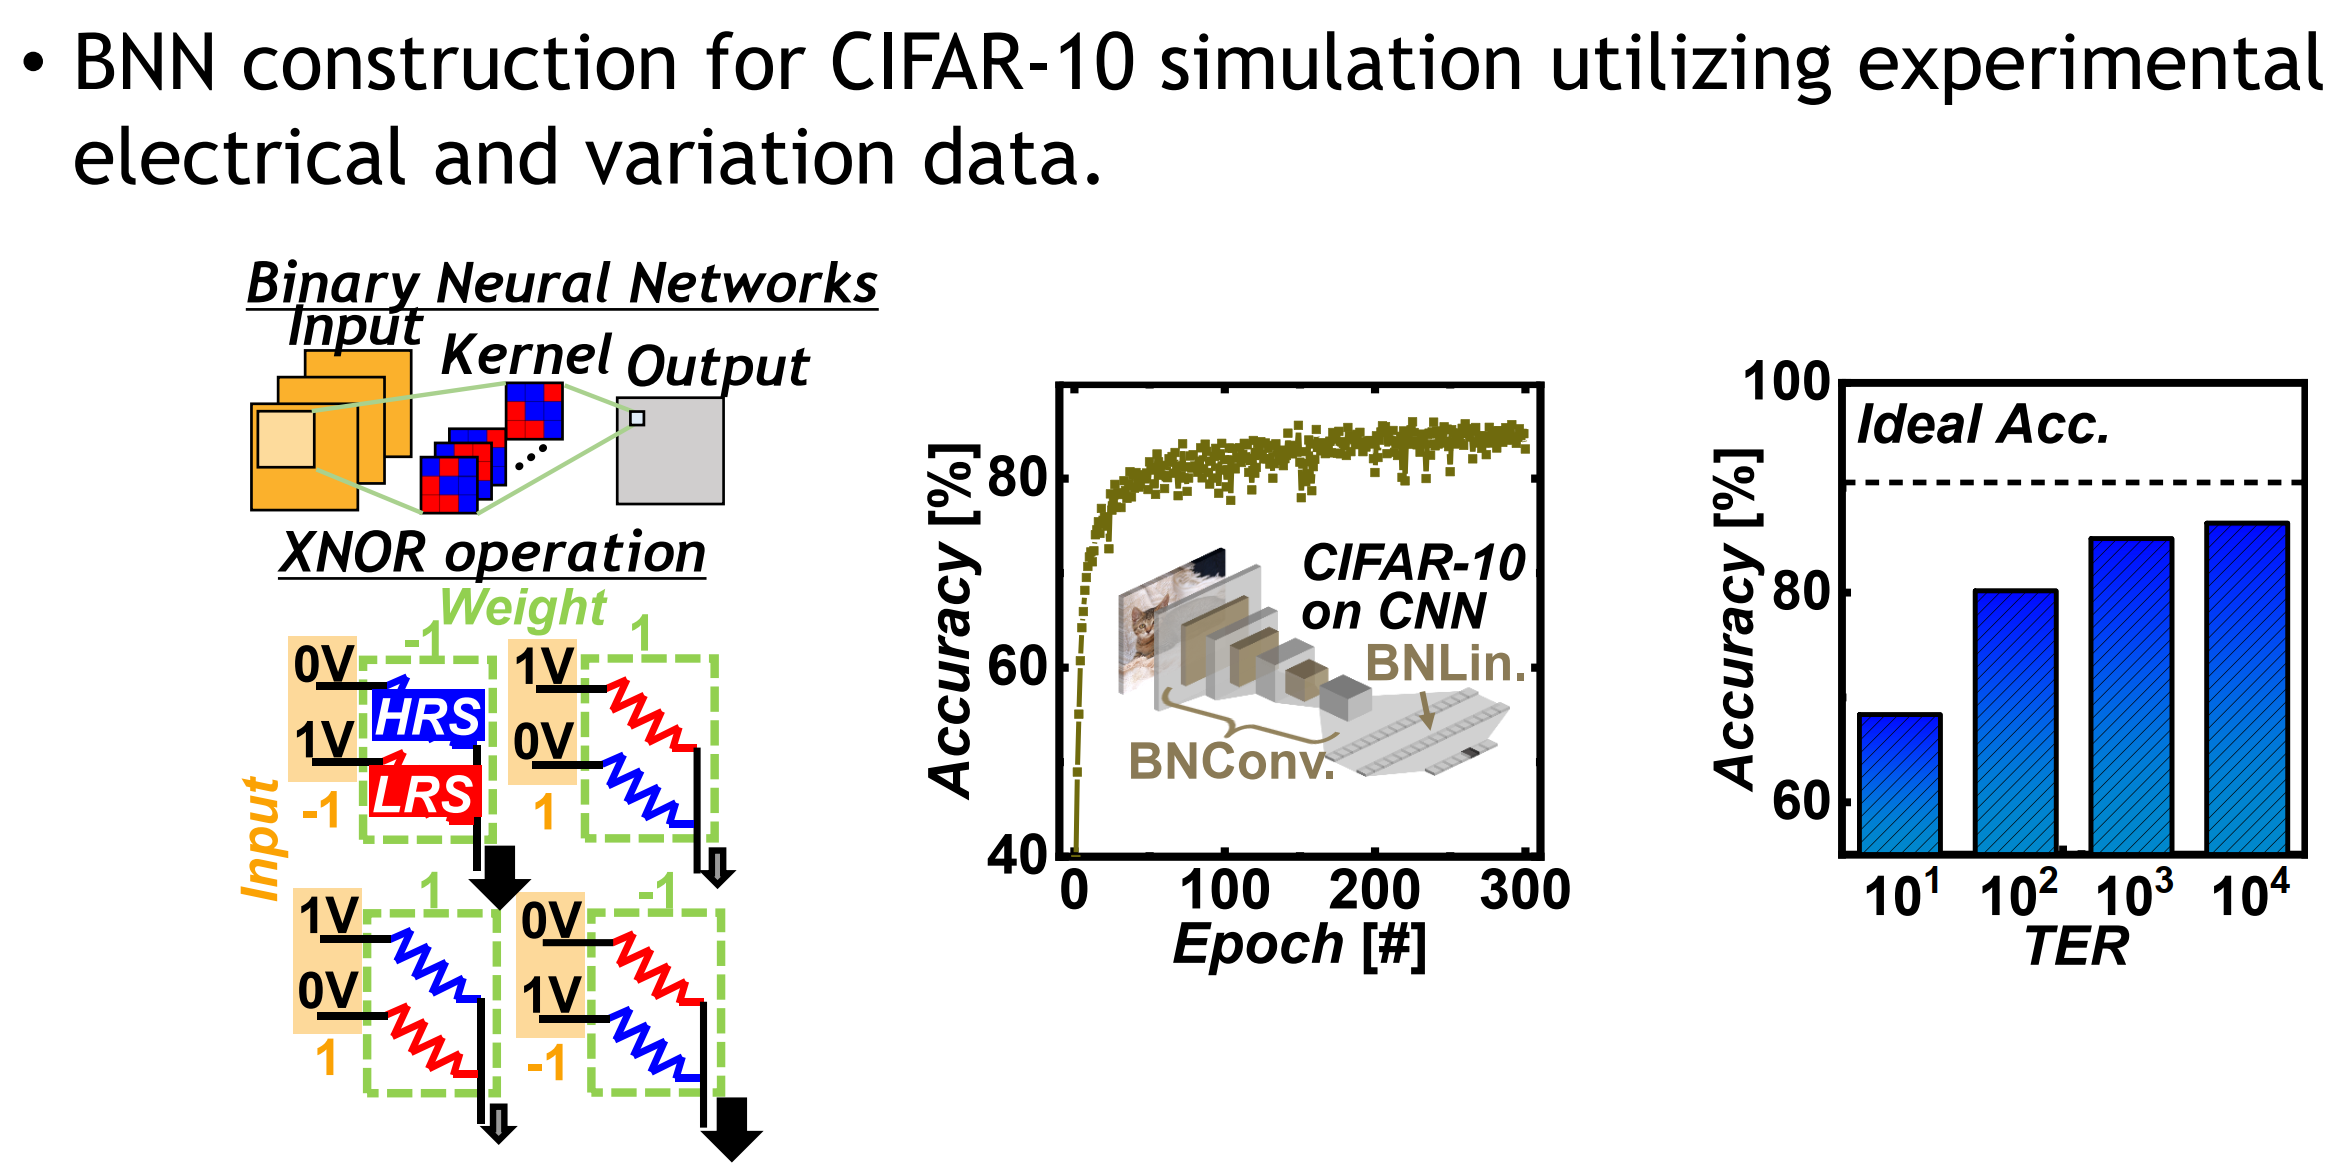 • BNN construction for CIFAR-10 simulation utilizing experimental
electrical and variation data.
Binary Neural Networks
Input
Kernel
Output
XNOR operation
Weight
-1
1
0V
1V
HRS
1V
0V
LRS
-1
1
Input
1
-1
1V
0V
0V
1V
1
-1
Accuracy [%]
80
60
40
0 100 200 300
Epoch [#]
CIFAR-10
on CNN
BNLin.
BNConv.
Accuracy [%]
100
80
60
Ideal Acc.
10¹ 10² 10³ 10⁴
TER